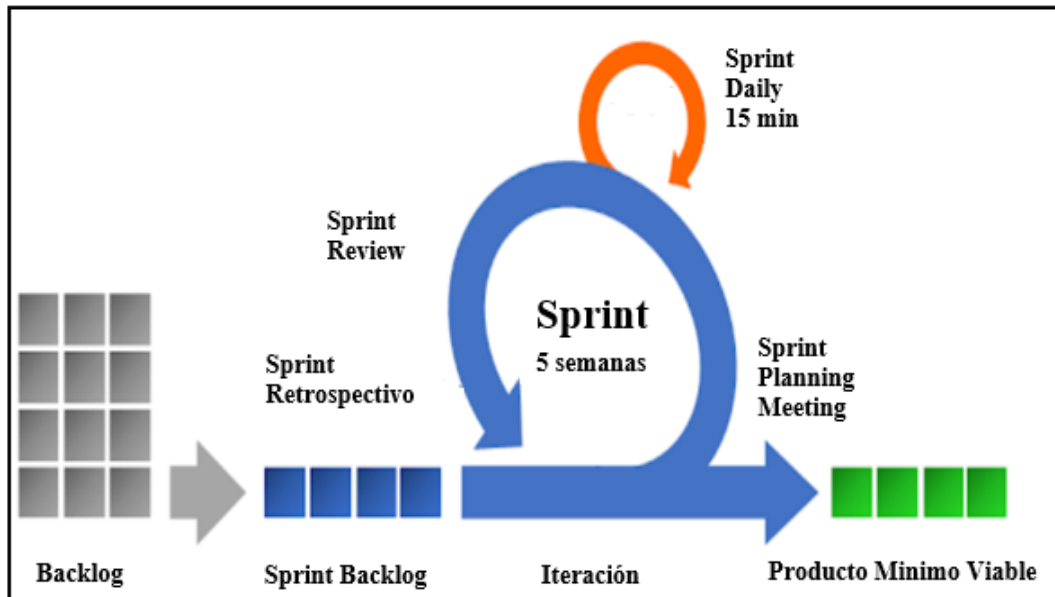 Sprint
Daily
15 min
Sprint
Review
Sprint
5 semanas
Sprint
Retrospectivo
Sprint
Planning
Meeting
Backlog
Sprint Backlog
Iteración
Producto Minimo Viable